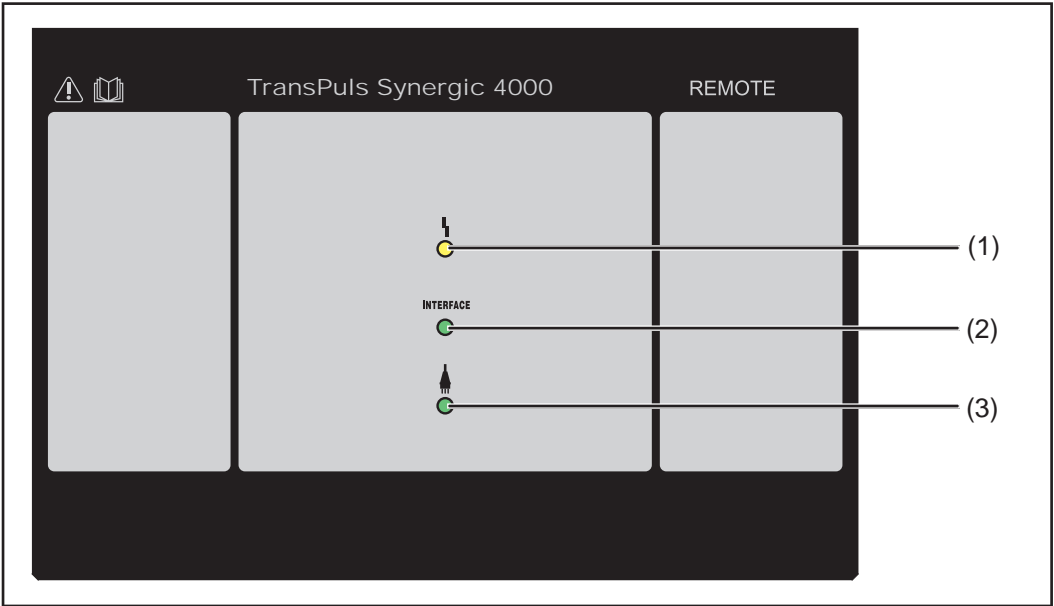 TransPuls Synergic 4000
REMOTE
(1)
INTERFACE
(2)
(3)